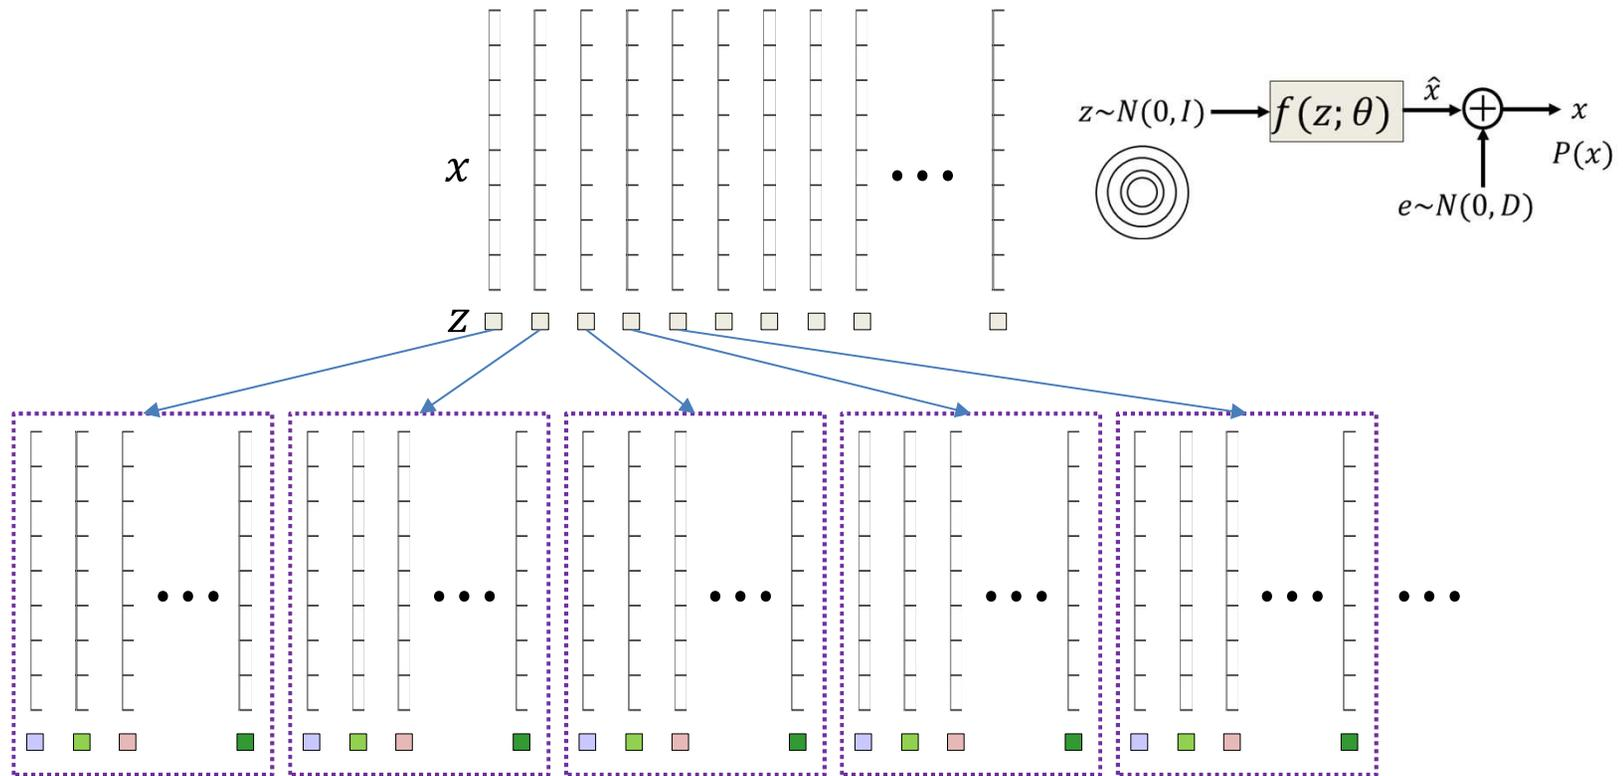 x
z
z~N(0, I)
f(z; θ)
x̂
x
P(x)
e~N(0, D)